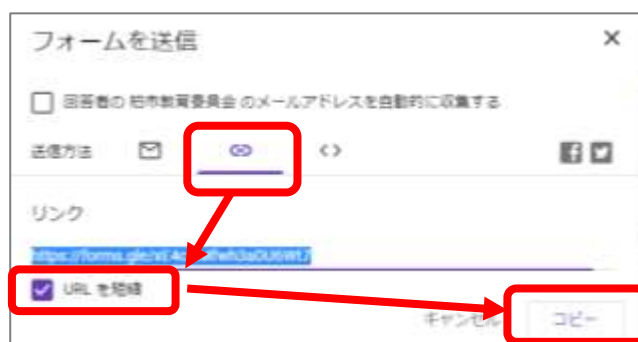 フォームを送信
回答者の 柏市教育委員会 のメールアドレスを自動的に収集する
送信方法
リンク
URL を短縮
キャンセル コピー